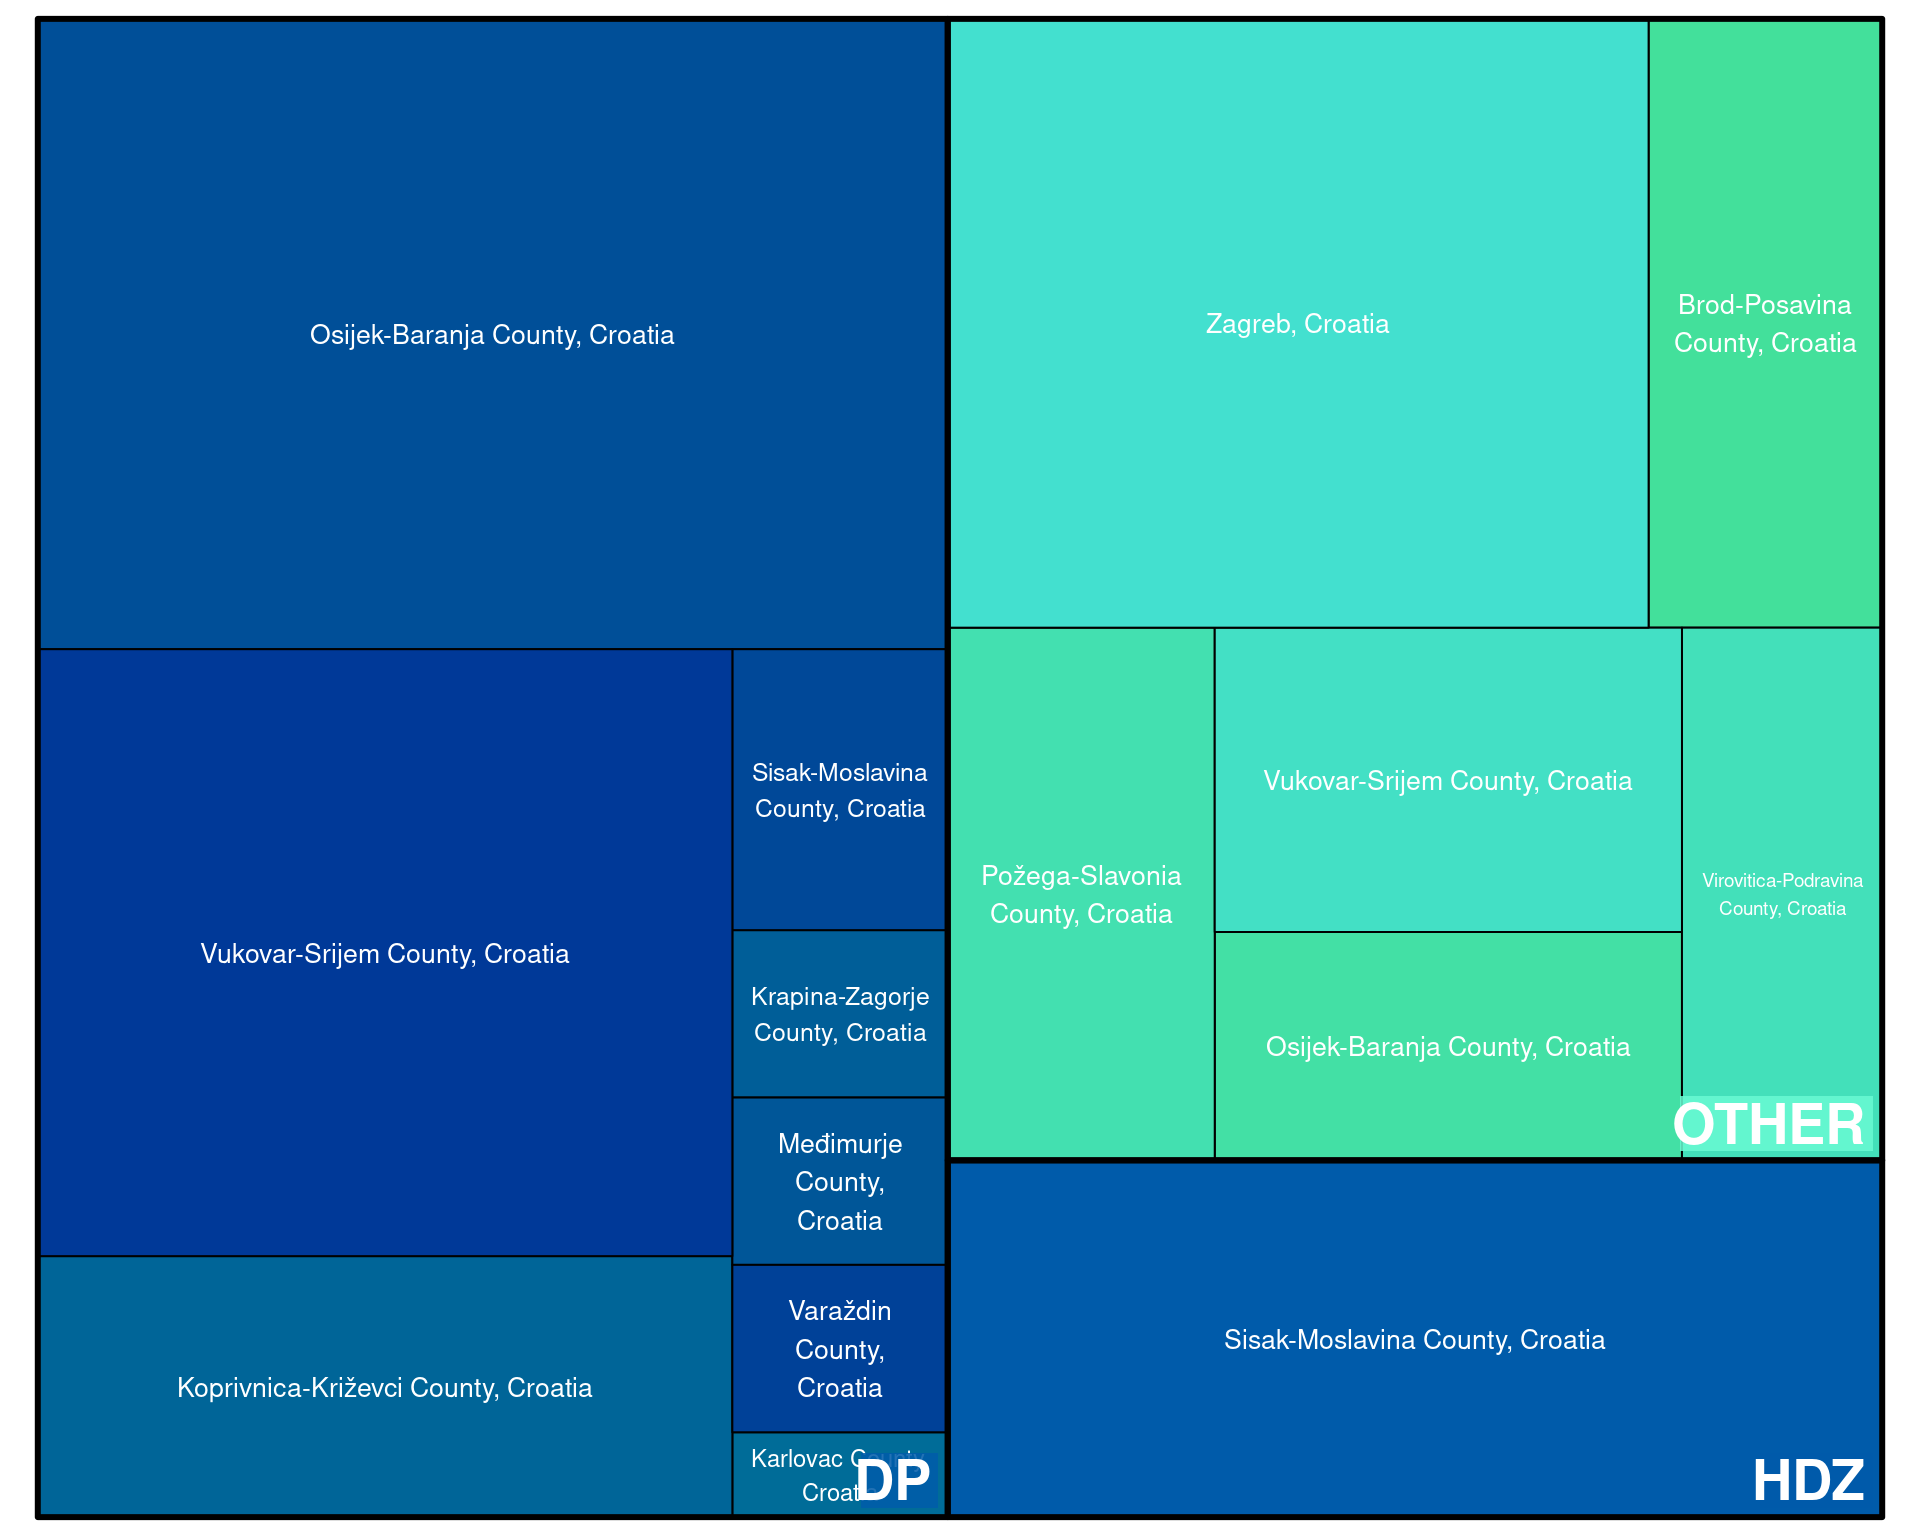 Osijek-Baranja County, Croatia
Vukovar-Srijem County, Croatia
Sisak-Moslavina
County, Croatia
Krapina-Zagorje
County, Croatia
Međimurje
County,
Croatia
Varaždin
County,
Croatia
Koprivnica-Križevci County, Croatia
Karlovac County,
Croatia
DP
Zagreb, Croatia
Brod-Posavina
County, Croatia
Požega-Slavonia
County, Croatia
Vukovar-Srijem County, Croatia
Osijek-Baranja County, Croatia
Virovitica-Podravina
County, Croatia
OTHER
Sisak-Moslavina County, Croatia
HDZ